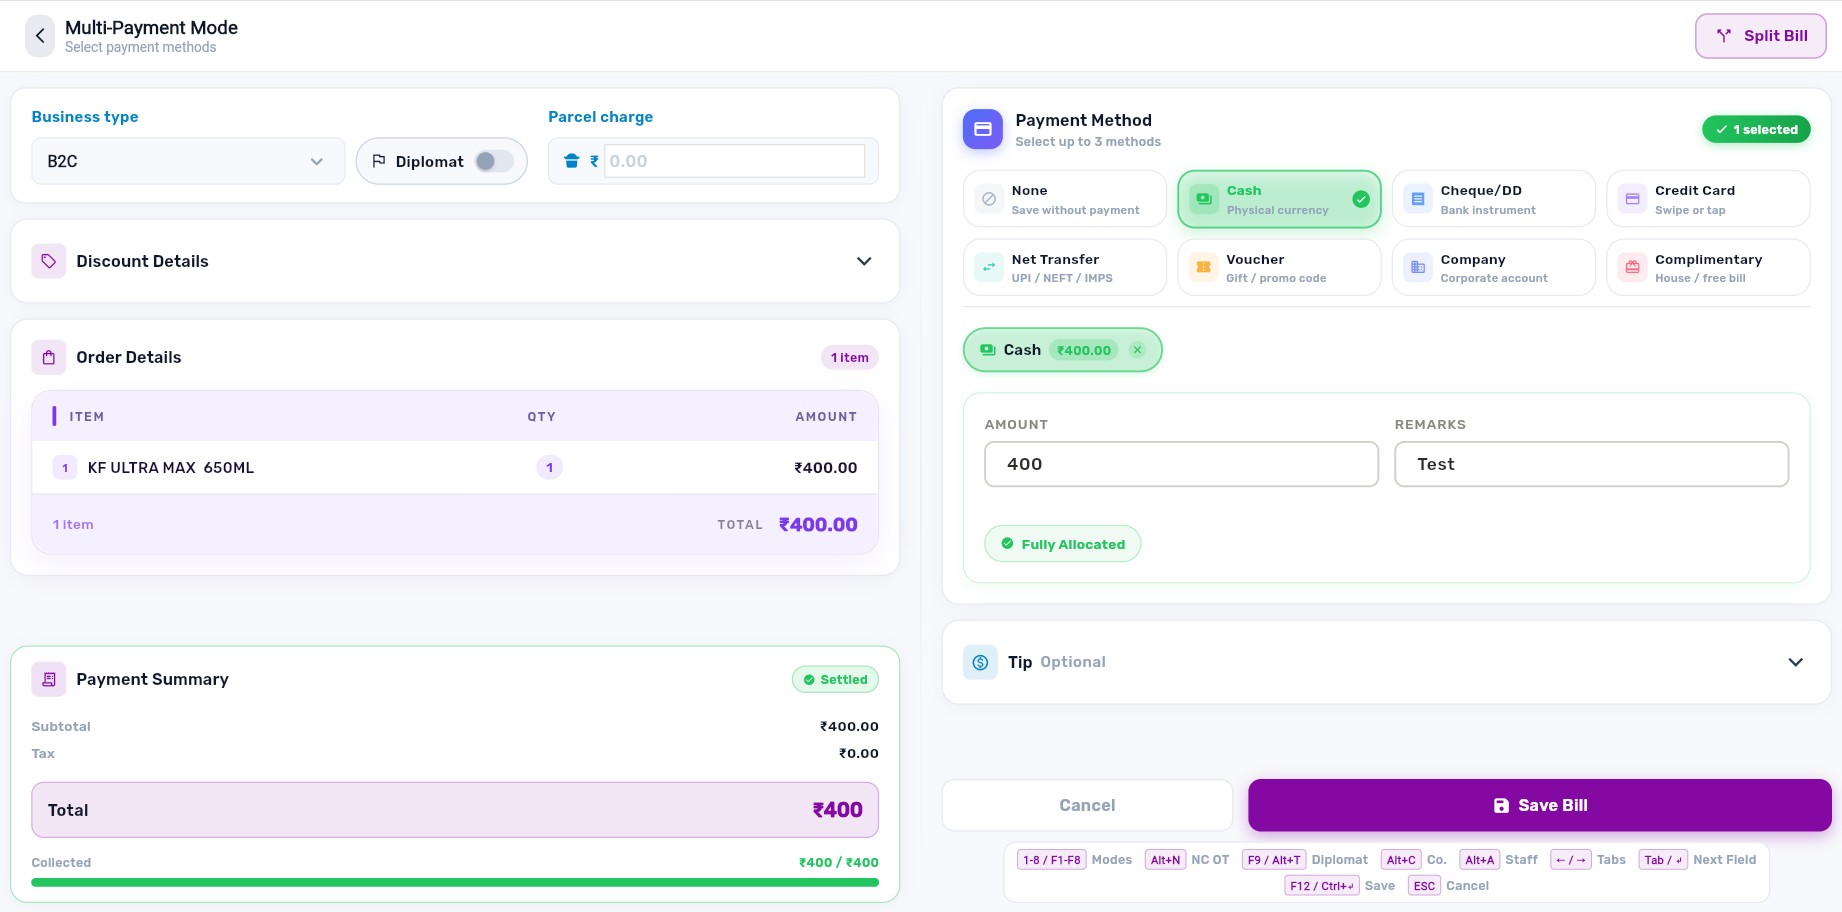 Multi-Payment Mode
Select payment methods
Split Bill
Business type
B2C
Diplomat
Parcel charge
₹ 0.00
Discount Details
Order Details
1 item
ITEM QTY AMOUNT
1 KF ULTRA MAX 650ML 1 ₹400.00
1 item TOTAL ₹400.00
Payment Summary
Settled
Subtotal ₹400.00
Tax ₹0.00
Total ₹400
Collected ₹400 / ₹400
Payment Method
Select up to 3 methods
1 selected
None
Save without payment
Cash
Physical currency
Cheque/DD
Bank instrument
Credit Card
Swipe or tap
Net Transfer
UPI / NEFT / IMPS
Voucher
Gift / promo code
Company
Corporate account
Complimentary
House / free bill
Cash ₹400.00 ×
AMOUNT
400
REMARKS
Test
Fully Allocated
Tip Optional
Cancel
Save Bill
1-8 / F1-F8 Modes Alt+N NC OT F9 / Alt+T Diplomat Alt+C Co. Alt+A Staff ← / → Tabs Tab / ↲ Next Field
F12 / Ctrl+↲ Save ESC Cancel